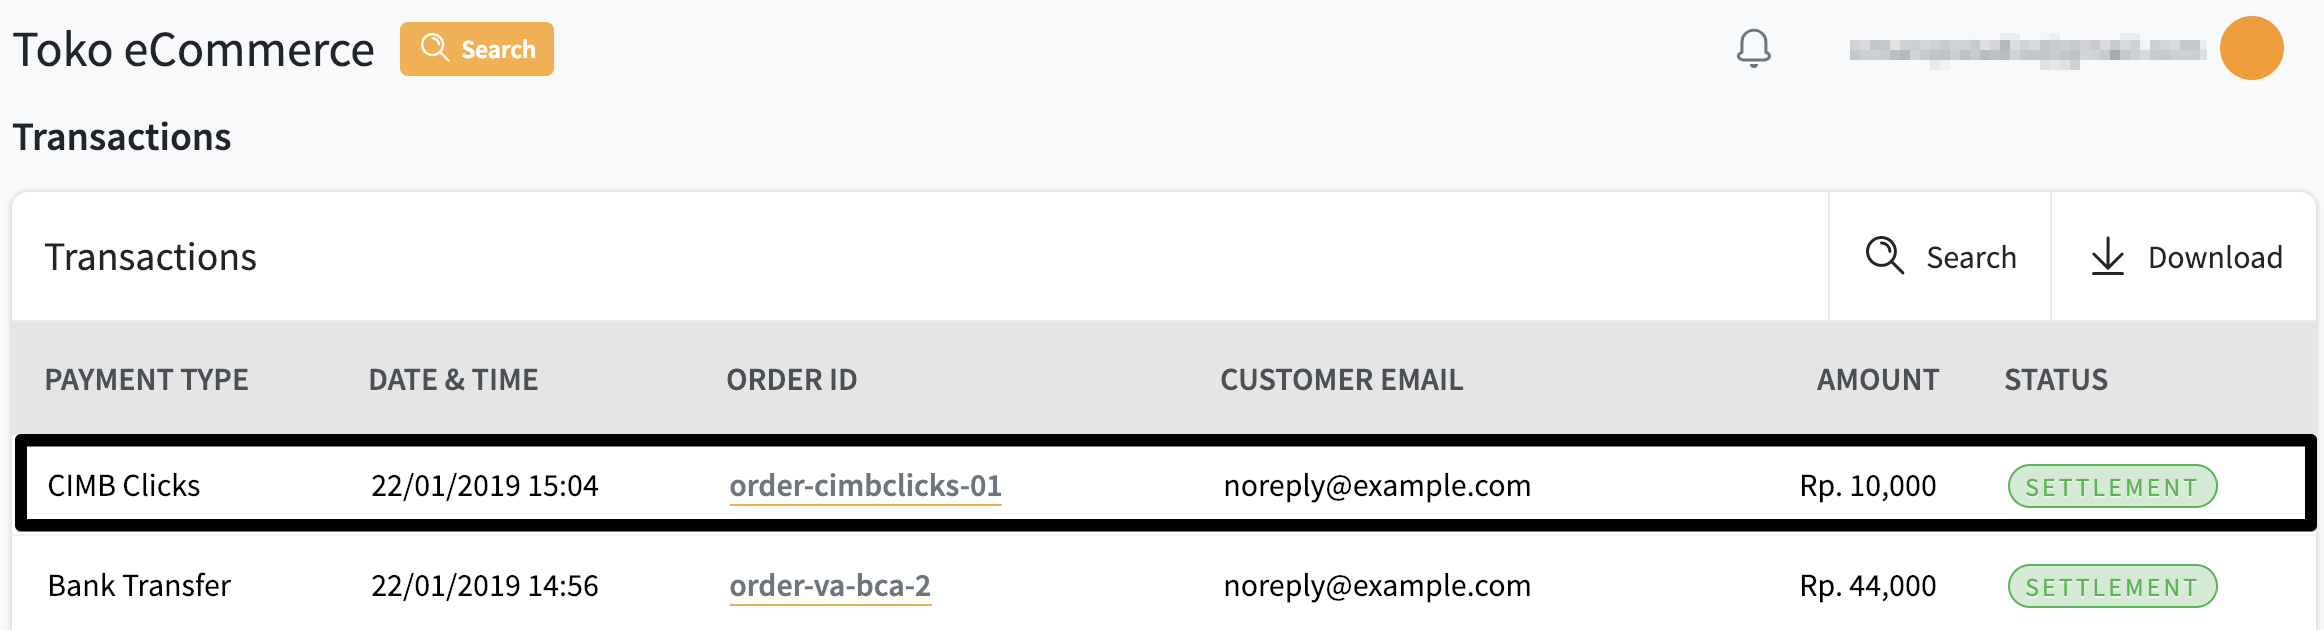 Toko eCommerce Search
Transactions
Transactions Search Download
PAYMENT TYPE DATE & TIME ORDER ID CUSTOMER EMAIL AMOUNT STATUS
CIMB Clicks 22/01/2019 15:04 order-cimbclicks-01 noreply@example.com Rp. 10,000 SETTLEMENT
Bank Transfer 22/01/2019 14:56 order-va-bca-2 noreply@example.com Rp. 44,000 SETTLEMENT